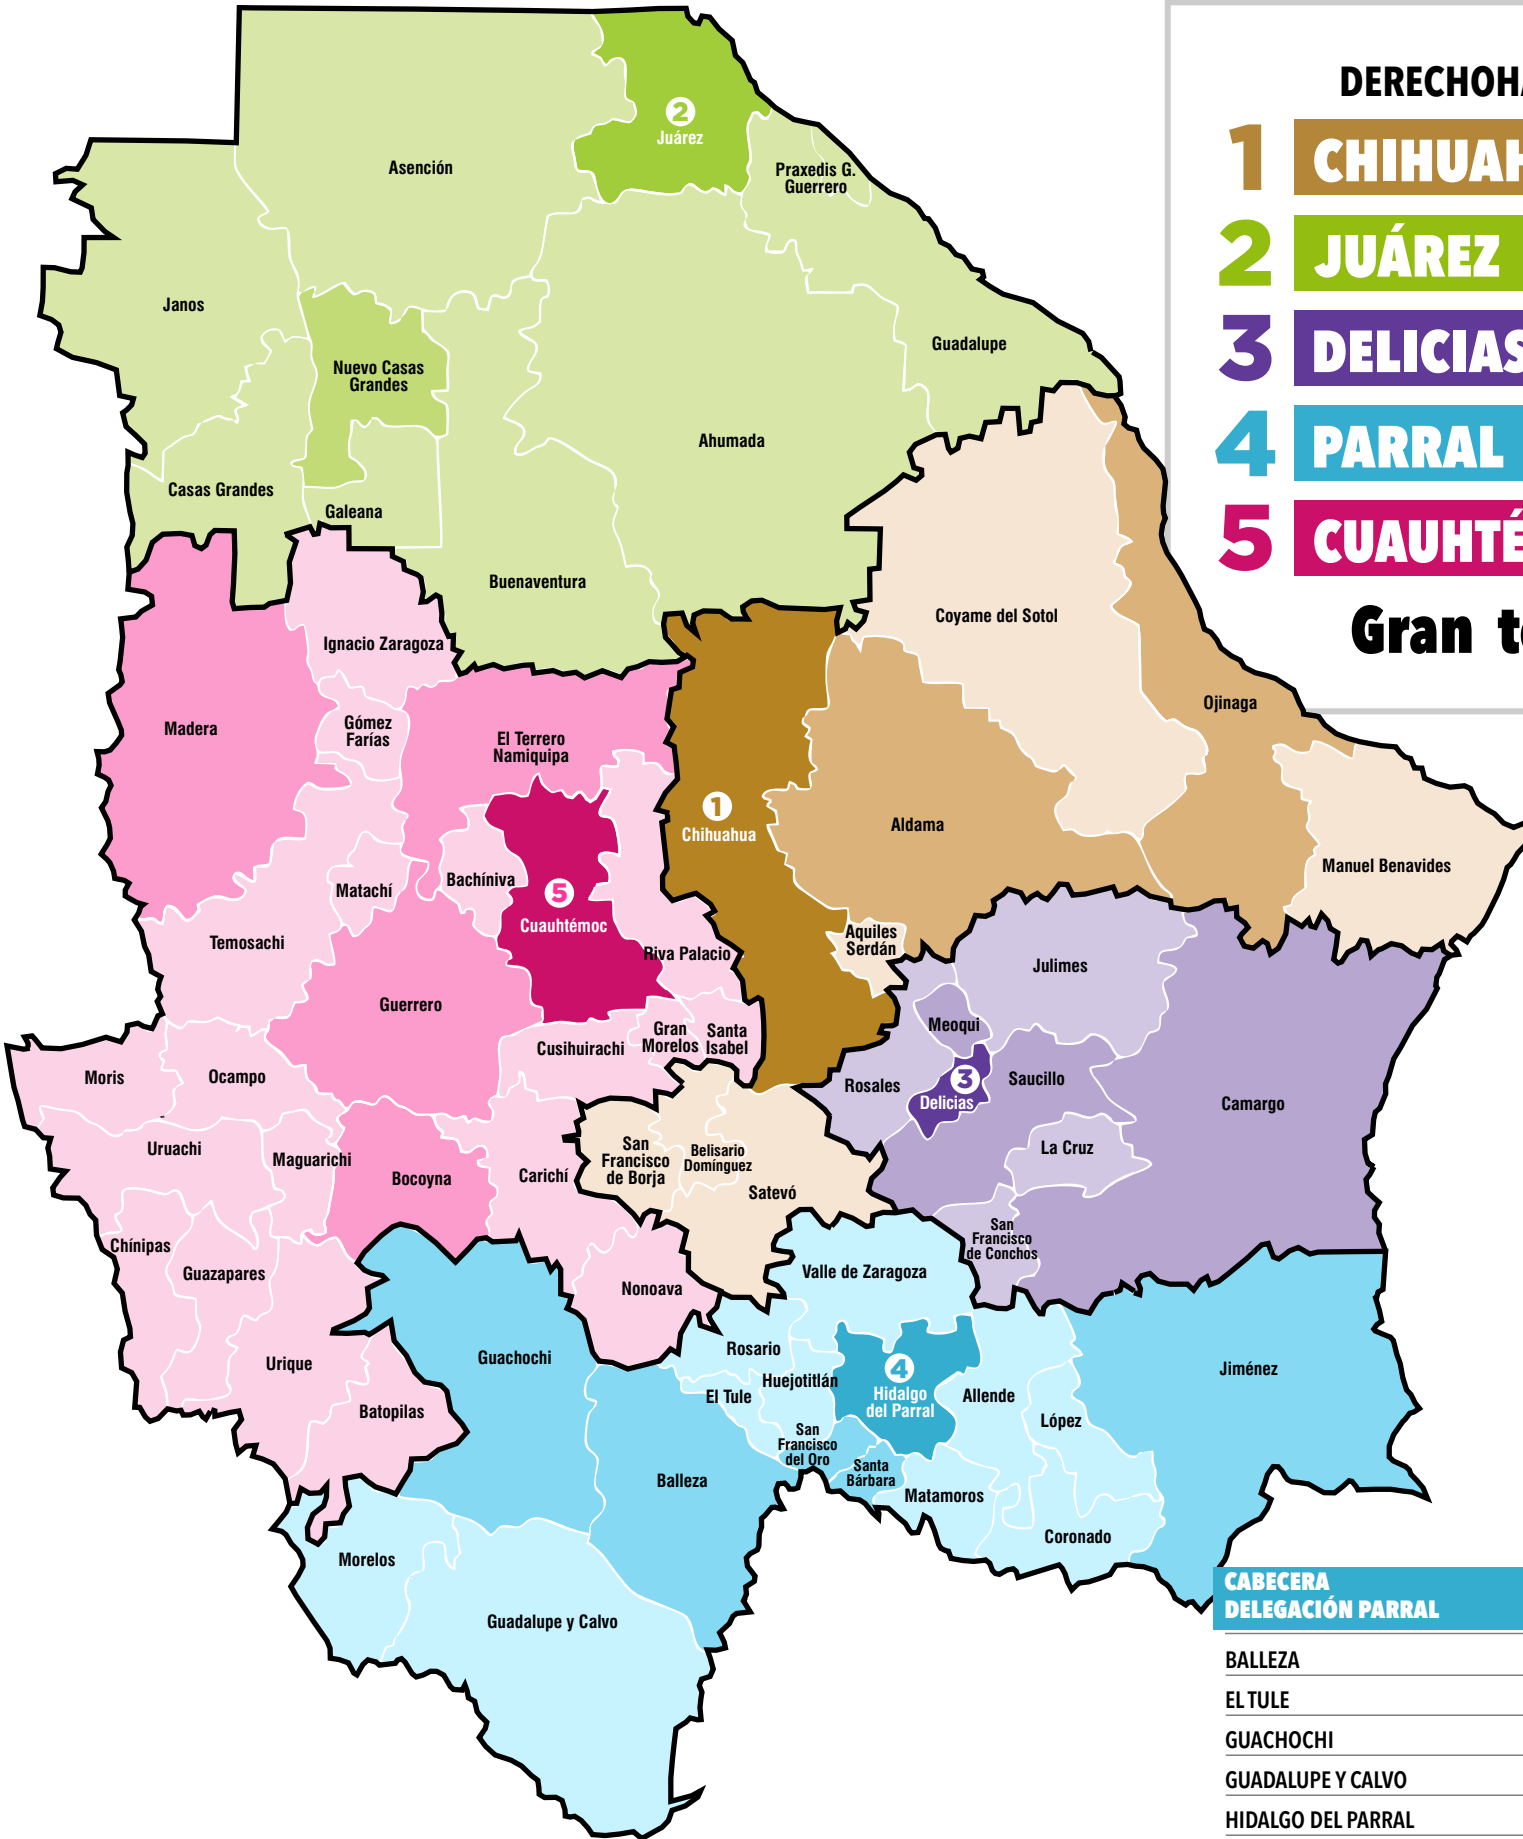 DERECHOHA
1 CHIHUAH
2 JUÁREZ
3 DELICIAS
4 PARRAL
5 CUAUHTÉ
Gran to
2
Juárez
Asención
Praxedis G.
Guerrero
Janos
Guadalupe
Nuevo Casas
Grandes
Ahumada
Casas Grandes
Galeana
Buenaventura
Coyame del Sotol
Ignacio Zaragoza
Ojinaga
Madera
Gómez
Farías
El Terrero
Namiquipa
1
Chihuahua
Aldama
Manuel Benavides
Matachí
Bachíniva
5
Cuauhtémoc
Temosachi
Riva Palacio
Aquiles
Serdán
Julimes
Guerrero
Meoqui
Gran
Morelos
Santa
Isabel
Cusihuirachi
Moris
Ocampo
Rosales
3
Delicias
Saucillo
Camargo
Uruachi
Maguarichi
Bocoyna
Carichí
San
Francisco
de Borja
Belisario
Domínguez
Satevó
La Cruz
San
Francisco
de Conchos
Chínipas
Guazapares
Nonoava
Valle de Zaragoza
Urique
Guachochi
Rosario
Huejotitlán
4
Hidalgo
del Parral
Allende
Jiménez
Batopilas
El Tule
López
San
Francisco
del Oro
Santa
Bárbara
Balleza
Matamoros
Coronado
Morelos
Guadalupe y Calvo
CABECERA
DELEGACIÓN PARRAL
BALLEZA
EL TULE
GUACHOCHI
GUADALUPE Y CALVO
HIDALGO DEL PARRAL